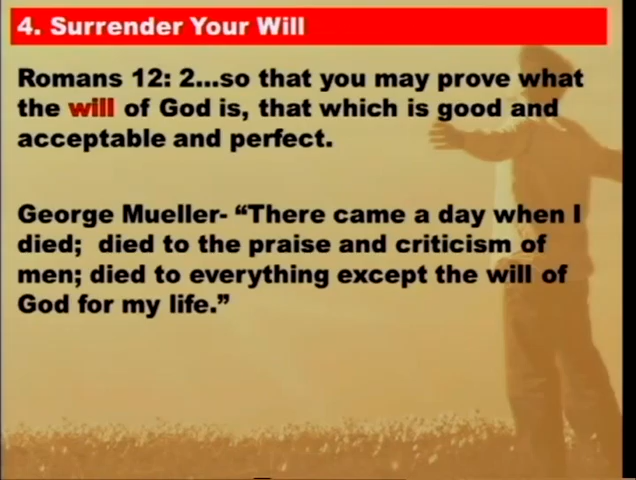 4. Surrender Your Will
Romans 12: 2...so that you may prove what
the will of God is, that which is good and
acceptable and perfect.
George Mueller- “There came a day when I
died;  died to the praise and criticism of
men; died to everything except the will of
God for my life.”